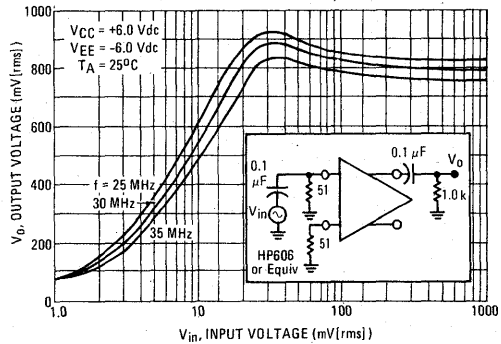 VCC = +6.0 Vdc
VEE = -6.0 Vdc
TA = 25°C
1000
800
600
400
200
0
VO, OUTPUT VOLTAGE (mV[rms])
f = 25 MHz
30 MHz
35 MHz
0.1 μF
VO
0.1
μF
51
1.0 k
Vin
51
HP606
or Equiv
1.0
10
100
1000
Vin, INPUT VOLTAGE (mV[rms])